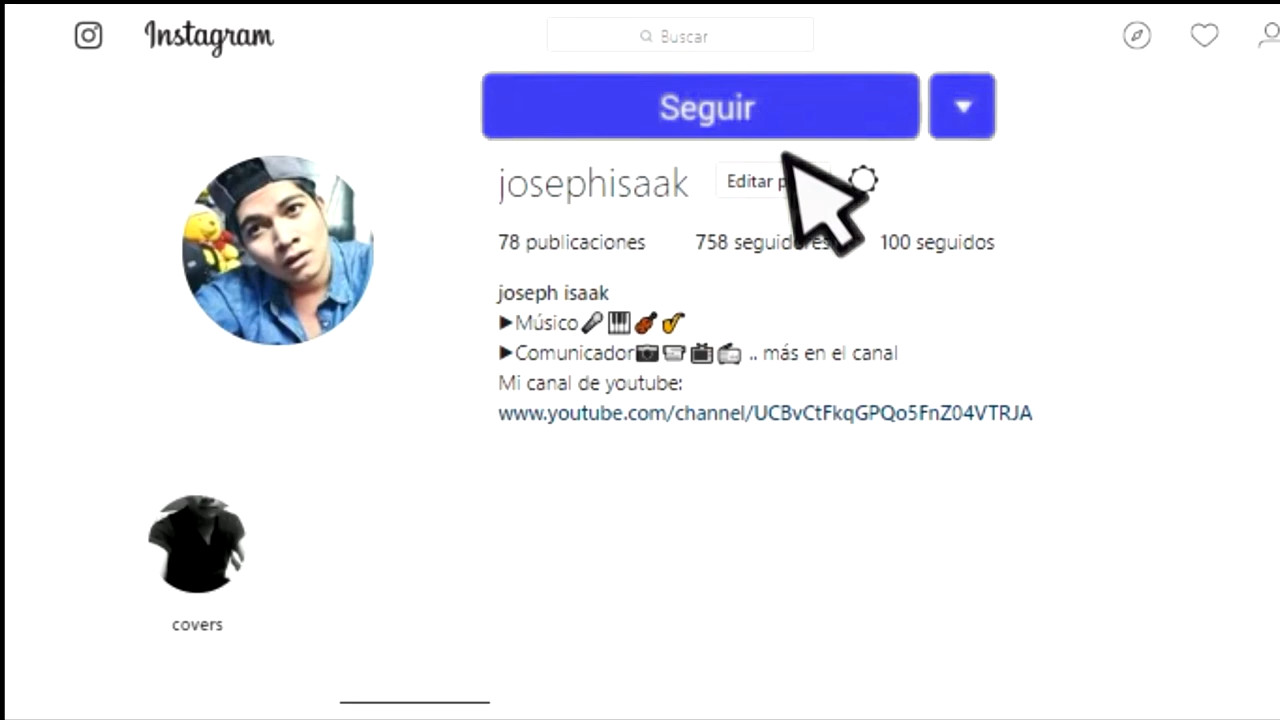 Instagram
Buscar
Seguir
josephisaak
Editar
78 publicaciones 758 seguidores 100 seguidos
joseph isaak
►Músico🎤🎹🎻🎷
►Comunicador📷📹📺📻 .. más en el canal
Mi canal de youtube:
www.youtube.com/channel/UCBvCtFkqGPQo5FnZ04VTRJA
covers